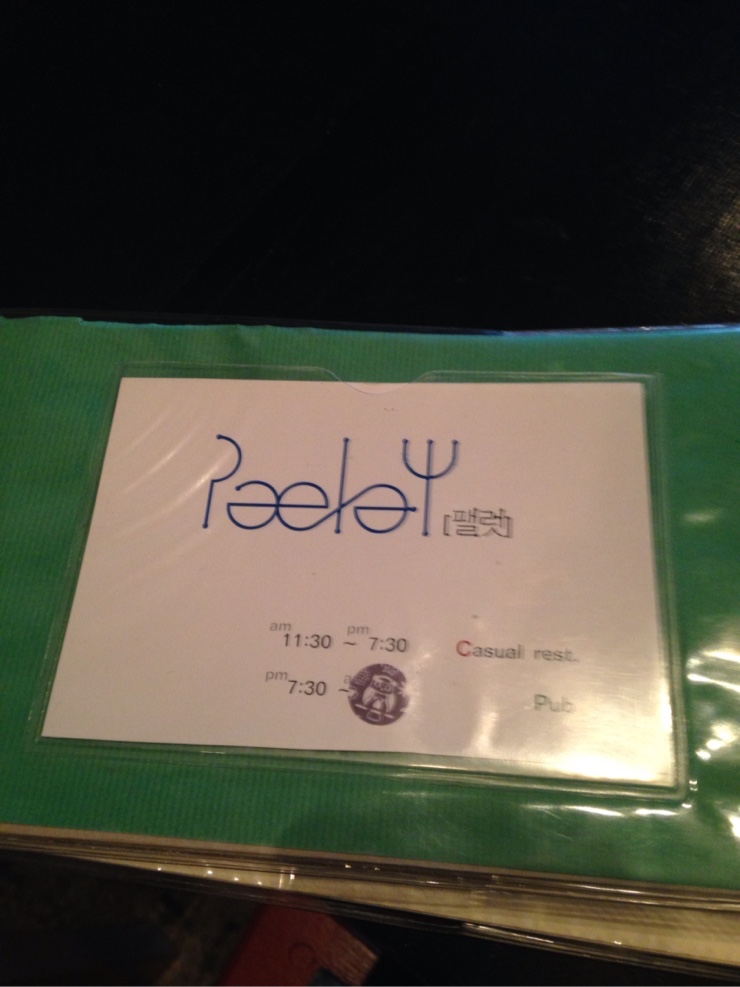 Paelet [팰럿]
am 11:30 ~ pm 7:30 Casual rest.
pm 7:30 ~ Pub